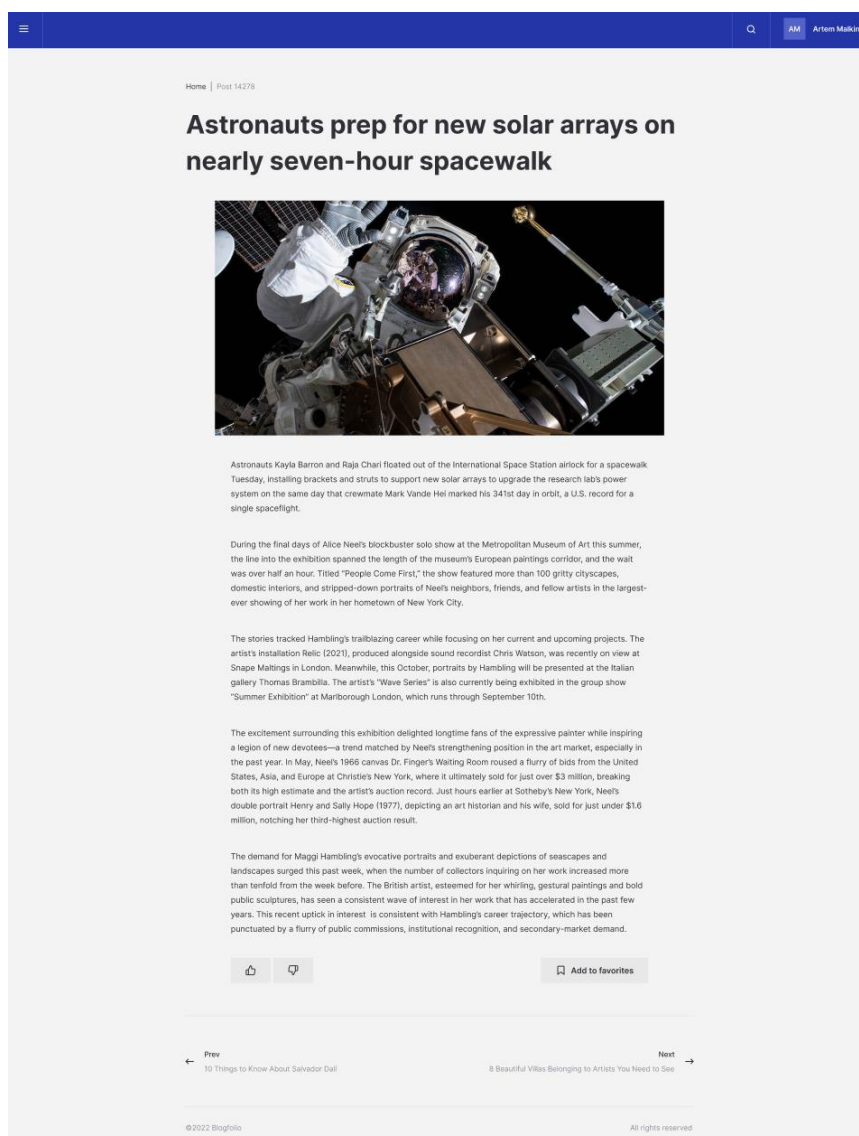 AM Artem Malkin
Home | Post 14278
Astronauts prep for new solar arrays on
nearly seven-hour spacewalk
Astronauts Kayla Barron and Raja Chari floated out of the International Space Station airlock for a spacewalk
Tuesday, installing brackets and struts to support new solar arrays to upgrade the research lab's power
system on the same day that crewmate Mark Vande Hei marked his 341st day in orbit, a U.S. record for a
single spaceflight.
During the final days of Alice Neel's blockbuster solo show at the Metropolitan Museum of Art this summer,
the line into the exhibition spanned the length of the museum's European paintings corridor, and the wait
was over half an hour. Titled "People Come First," the show featured more than 100 gritty cityscapes,
domestic interiors, and stripped-down portraits of Neel's neighbors, friends, and fellow artists in the largest-
ever showing of her work in her hometown of New York City.
The stories tracked Hambling's trailblazing career while focusing on her current and upcoming projects. The
artist's installation Relic (2021), produced alongside sound recordist Chris Watson, was recently on view at
Snape Maltings in London. Meanwhile, this October, portraits by Hambling will be presented at the Italian
gallery Thomas Brambilla. The artist's "Wave Series" is also currently being exhibited in the group show
"Summer Exhibition" at Marlborough London, which runs through September 10th.
The excitement surrounding this exhibition delighted longtime fans of the expressive painter while inspiring
a legion of new devotees—a trend matched by Neel's strengthening position in the art market, especially in
the past year. In May, Neel's 1966 canvas Dr. Finger's Waiting Room roused a flurry of bids from the United
States, Asia, and Europe at Christie's New York, where it ultimately sold for just over $3 million, breaking
both its high estimate and the artist's auction record. Just hours earlier at Sotheby's New York, Neel's
double portrait Henry and Sally Hope (1977), depicting an art historian and his wife, sold for just under $1.6
million, notching her third-highest auction result.
The demand for Maggi Hambling's evocative portraits and exuberant depictions of seascapes and
landscapes surged this past week, when the number of collectors inquiring on her work increased more
than tenfold from the week before. The British artist, esteemed for her whirling, gestural paintings and bold
public sculptures, has seen a consistent wave of interest in her work that has accelerated in the past few
years. This recent uptick in interest  is consistent with Hambling's career trajectory, which has been
punctuated by a flurry of public commissions, institutional recognition, and secondary-market demand.
Add to favorites
Prev
10 Things to Know About Salvador Dalí
Next
8 Beautiful Villas Belonging to Artists You Need to See
©2022 Blogfolio
All rights reserved